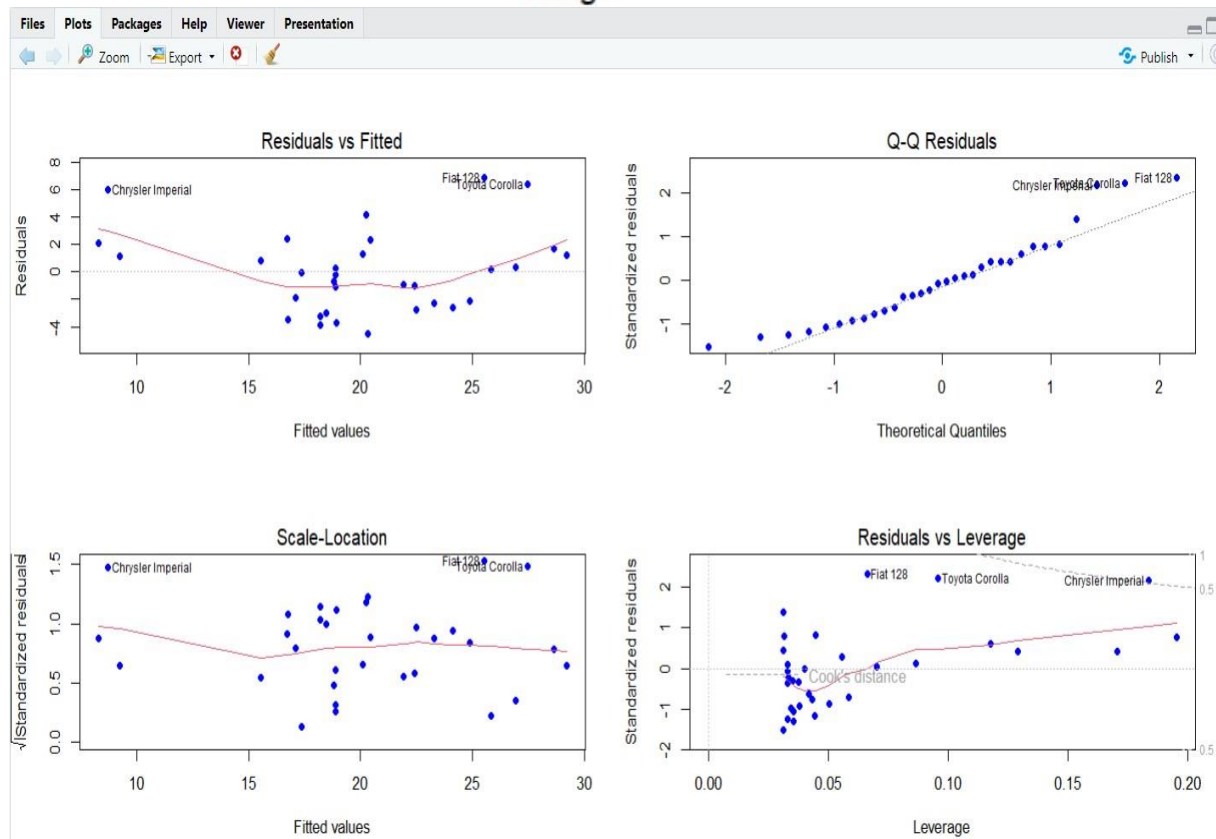 Files Plots Packages Help Viewer Presentation
Zoom Export Publish
Residuals vs Fitted
Residuals
8
6
4
2
0
-4
Chrysler Imperial
Fiat 128
Toyota Corolla
10 15 20 25 30
Fitted values
Q-Q Residuals
Standardized residuals
2
1
0
-1
Chrysler Imperial
Toyota Corolla
Fiat 128
-2 -1 0 1 2
Theoretical Quantiles
Scale-Location
√|Standardized residuals|
1.5
1.0
0.5
0.0
Chrysler Imperial
Fiat 128
Toyota Corolla
10 15 20 25 30
Fitted values
Residuals vs Leverage
Standardized residuals
2
1
0
-1
-2
Fiat 128
Toyota Corolla
Chrysler Imperial
Cook's distance
1
0.5
0.5
0.00 0.05 0.10 0.15 0.20
Leverage